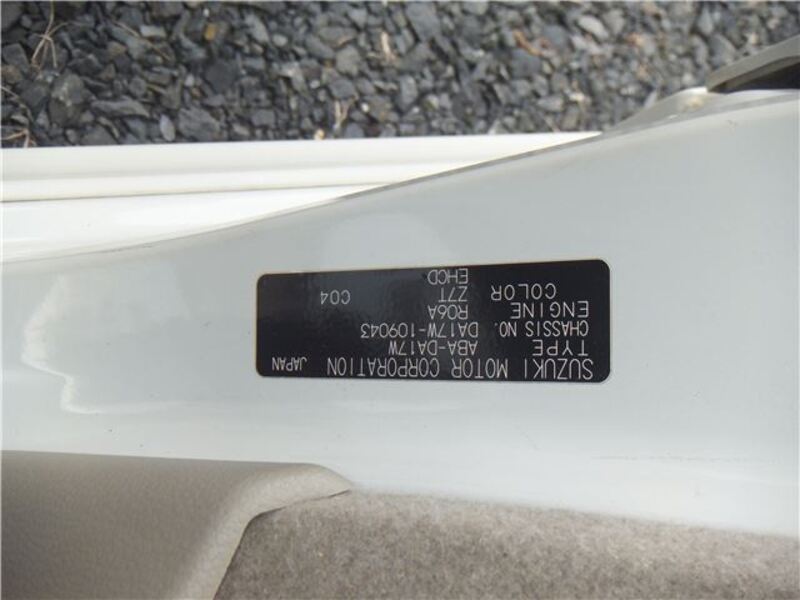 SUZUKI MOTOR CORPORATION JAPAN
TYPE ABA-DA17W
CHASSIS NO. DA17W-109043
ENGINE R06A
COLOR Z7T C04
EHCD